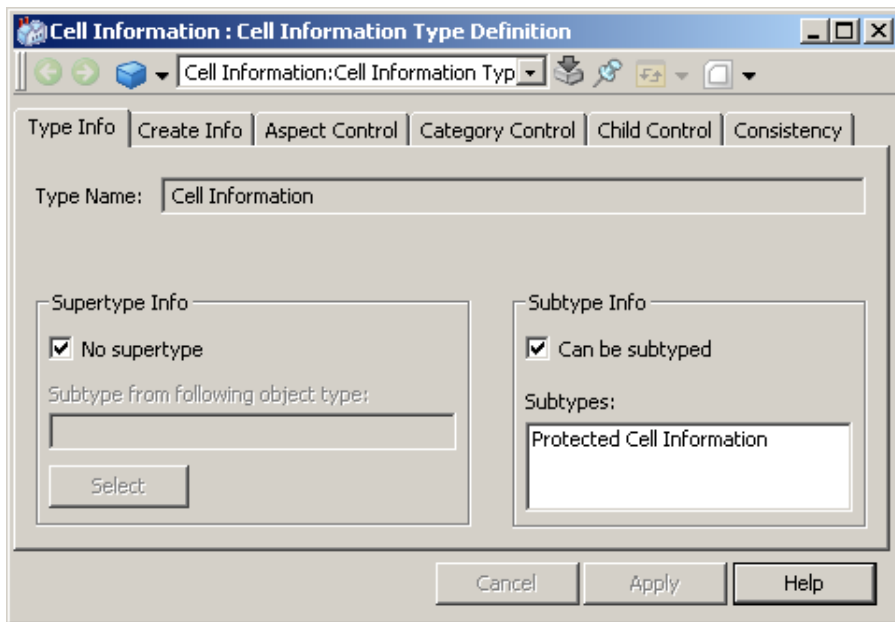 Cell Information : Cell Information Type Definition
Cell Information:Cell Information Typ
Type Info Create Info Aspect Control Category Control Child Control Consistency
Type Name: Cell Information
Supertype Info
No supertype
Subtype from following object type:
Select
Subtype Info
Can be subtyped
Subtypes:
Protected Cell Information
Cancel Apply Help